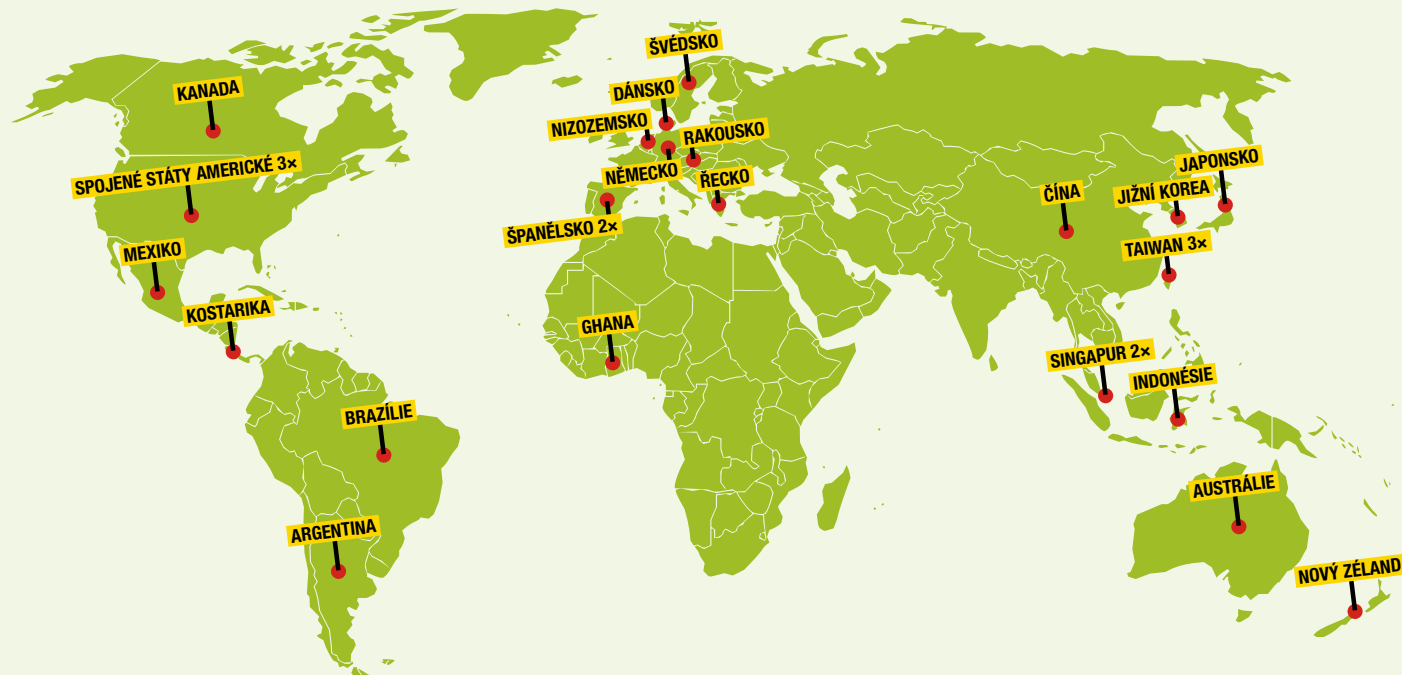 ŠVÉDSKO
KANADA
DÁNSKO
NIZOZEMSKO
RAKOUSKO
SPOJENÉ STÁTY AMERICKÉ 3×
NĚMECKO
ŘECKO
JAPONSKO
ČÍNA
JIŽNÍ KOREA
ŠPANĚLSKO 2×
MEXIKO
TAIWAN 3×
KOSTARIKA
GHANA
SINGAPUR 2×
INDONÉSIE
BRAZÍLIE
AUSTRÁLIE
ARGENTINA
NOVÝ ZÉLAND